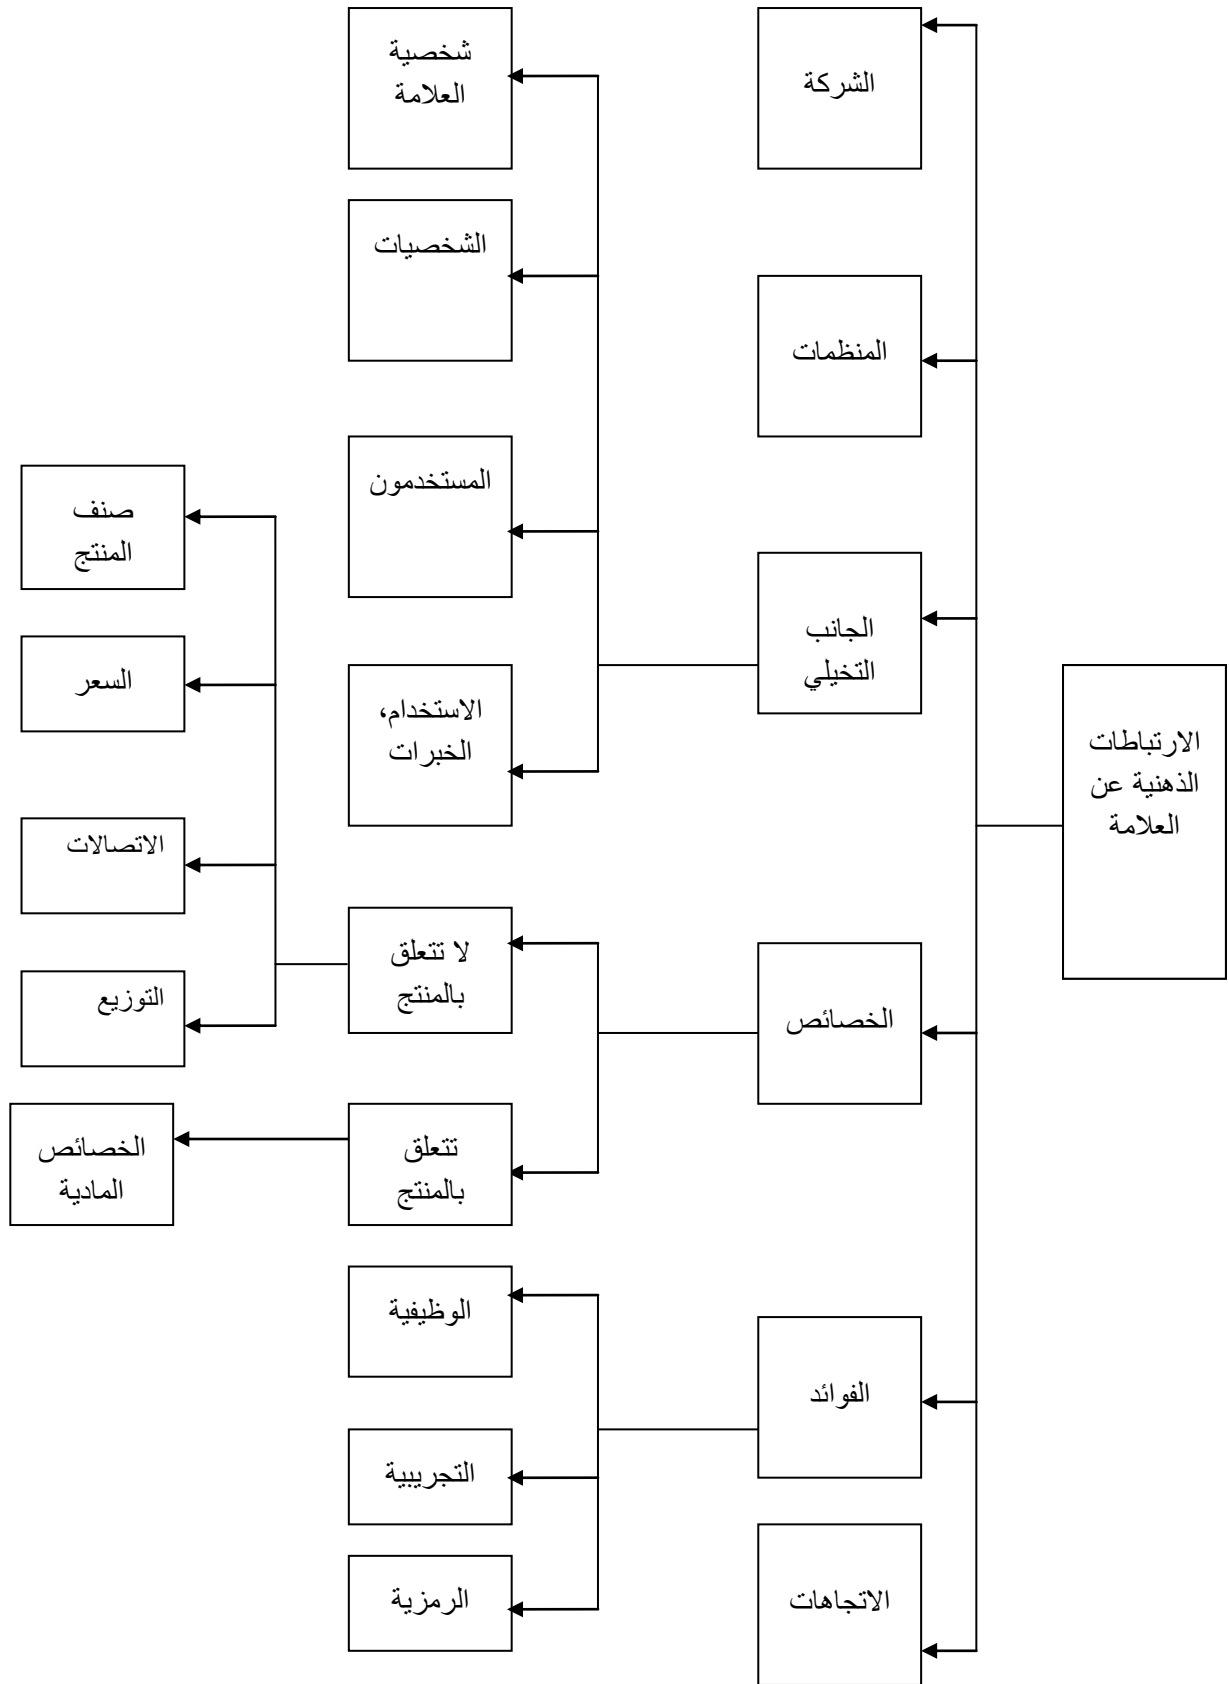 الارتباطات
الذهنية عن
العلامة
الشركة
المنظمات
الجانب
التخيلي
الخصائص
الفوائد
الاتجاهات
شخصية
العلامة
الشخصيات
المستخدمون
الاستخدام،
الخبرات
لا تتعلق
بالمنتج
تتعلق
بالمنتج
الوظيفية
التجريبية
الرمزية
صنف
المنتج
السعر
الاتصالات
التوزيع
الخصائص
المادية